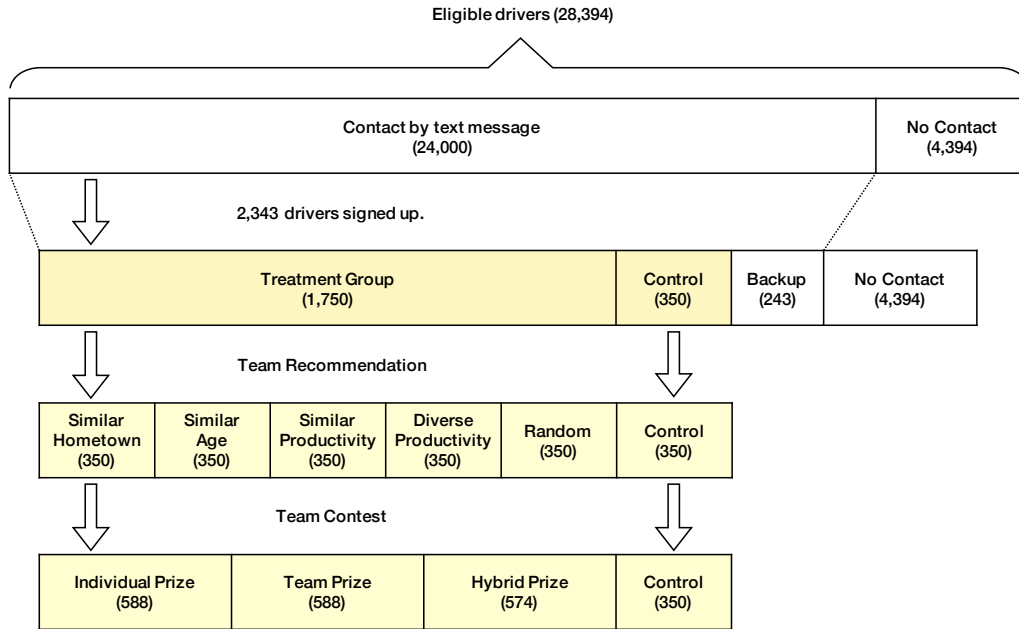 Eligible drivers (28,394)
Contact by text message
(24,000)
No Contact
(4,394)
2,343 drivers signed up.
Treatment Group
(1,750)
Control
(350)
Backup
(243)
No Contact
(4,394)
Team Recommendation
Similar
Hometown
(350)
Similar
Age
(350)
Similar
Productivity
(350)
Diverse
Productivity
(350)
Random
(350)
Control
(350)
Team Contest
Individual Prize
(588)
Team Prize
(588)
Hybrid Prize
(574)
Control
(350)